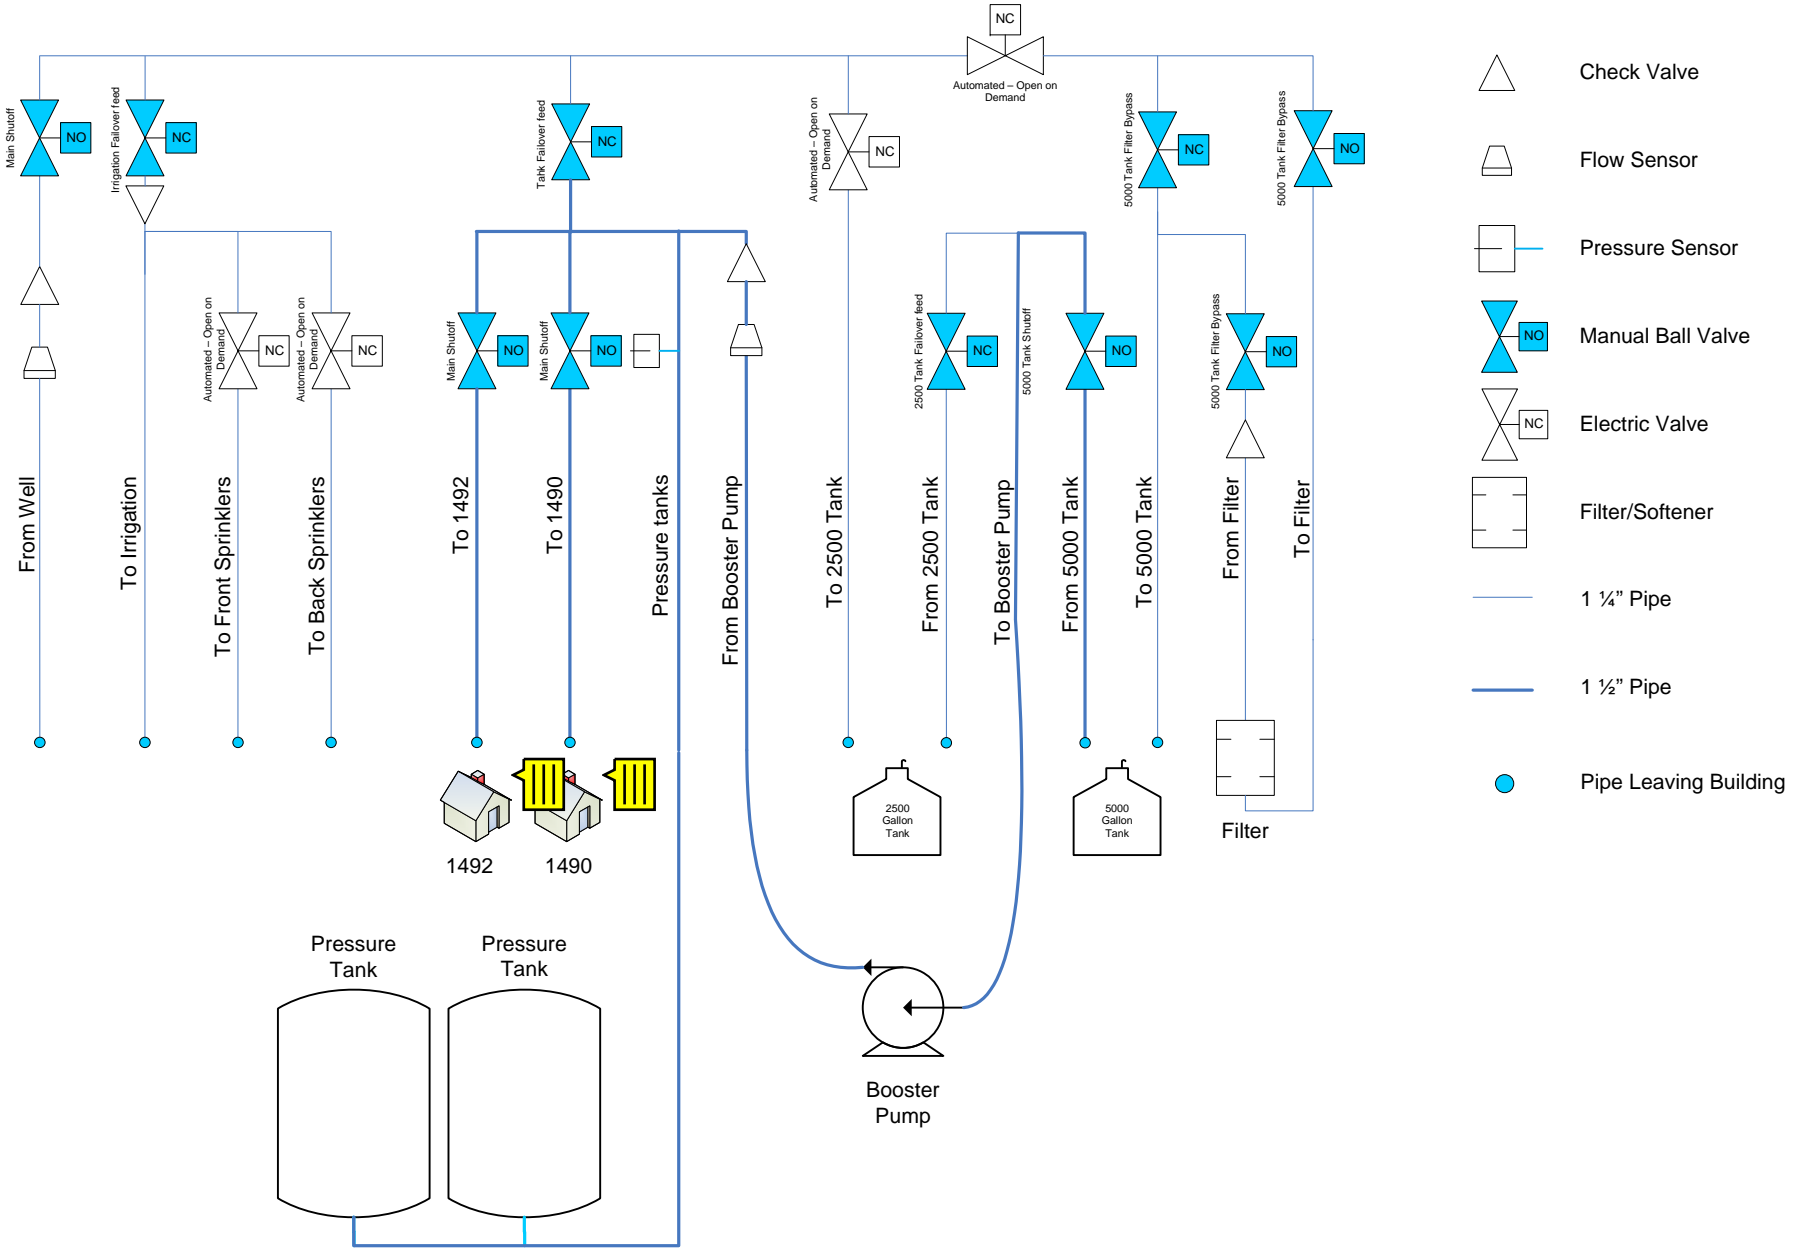 NC
Automated – Open on
Demand
Main Shutoff
NO
Irrigation Failover feed
NC
Tank Failover feed
NC
Automated – Open on
Demand
NC
5000 Tank Filter Bypass
NC
5000 Tank Filter Bypass
NO
Automated – Open on
Demand
NC
Automated – Open on
Demand
NC
Main Shutoff
NO
Main Shutoff
NO
2500 Tank Failover feed
NC
5000 Tank Shutoff
NO
5000 Tank Filter Bypass
NO
From Well
To Irrigation
To Front Sprinklers
To Back Sprinklers
To 1492
To 1490
Pressure tanks
From Booster Pump
To 2500 Tank
From 2500 Tank
To Booster Pump
From 5000 Tank
To 5000 Tank
From Filter
To Filter
1492
1490
2500
Gallon
Tank
5000
Gallon
Tank
Filter
Pressure
Tank
Pressure
Tank
Booster
Pump
Check Valve
Flow Sensor
Pressure Sensor
NO
Manual Ball Valve
NC
Electric Valve
Filter/Softener
1 ¼” Pipe
1 ½” Pipe
Pipe Leaving Building